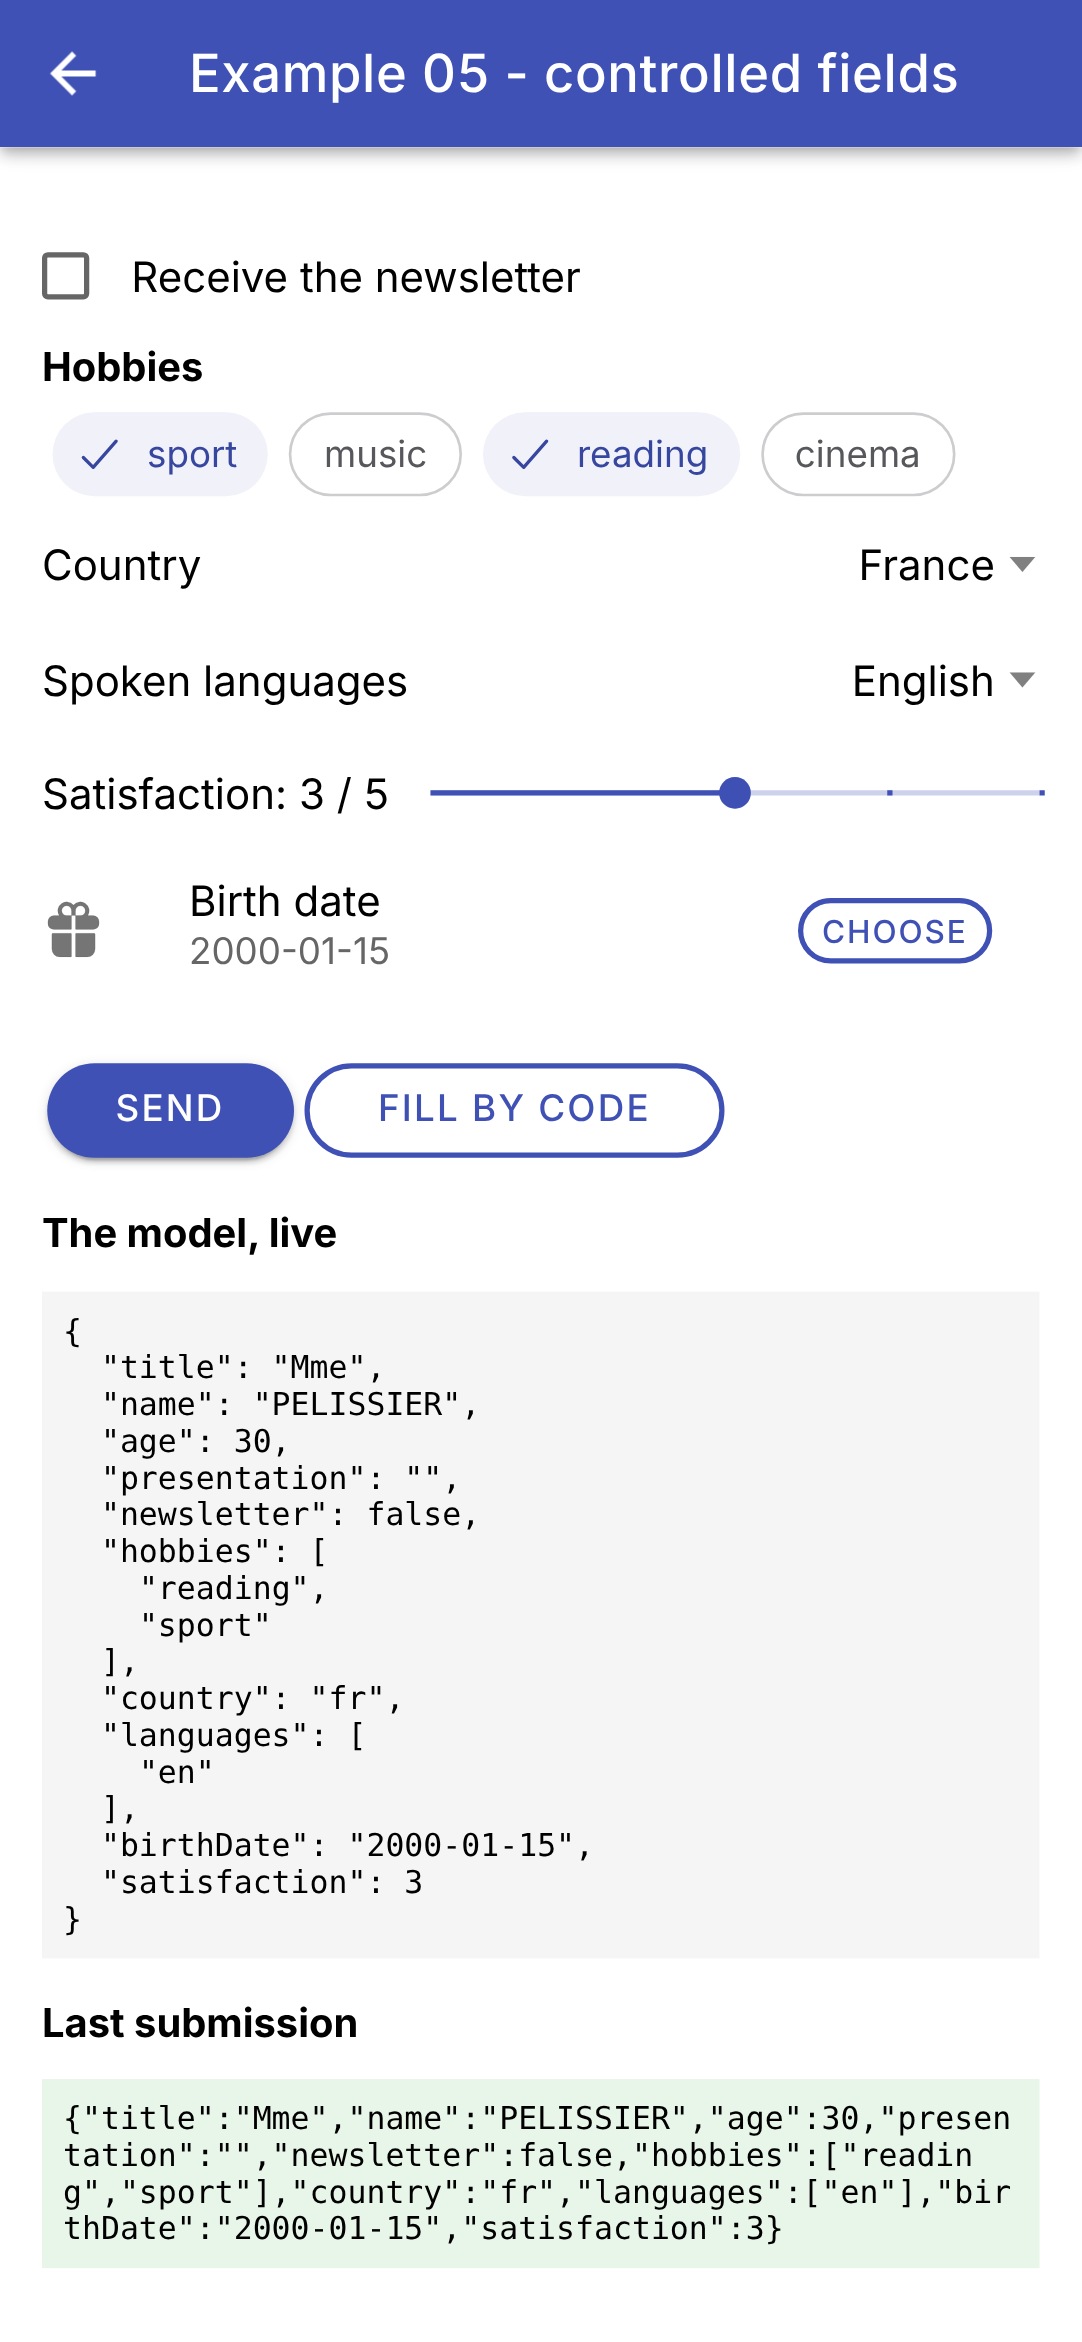 Example 05 - controlled fields
Receive the newsletter
Hobbies
sport music reading cinema
Country France
Spoken languages English
Satisfaction: 3 / 5
Birth date
2000-01-15
CHOOSE
SEND FILL BY CODE
The model, live
{
  "title": "Mme",
  "name": "PELISSIER",
  "age": 30,
  "presentation": "",
  "newsletter": false,
  "hobbies": [
    "reading",
    "sport"
  ],
  "country": "fr",
  "languages": [
    "en"
  ],
  "birthDate": "2000-01-15",
  "satisfaction": 3
}
Last submission
{"title":"Mme","name":"PELISSIER","age":30,"presen
tation":"","newsletter":false,"hobbies":["readin
g","sport"],"country":"fr","languages":["en"],"bir
thDate":"2000-01-15","satisfaction":3}